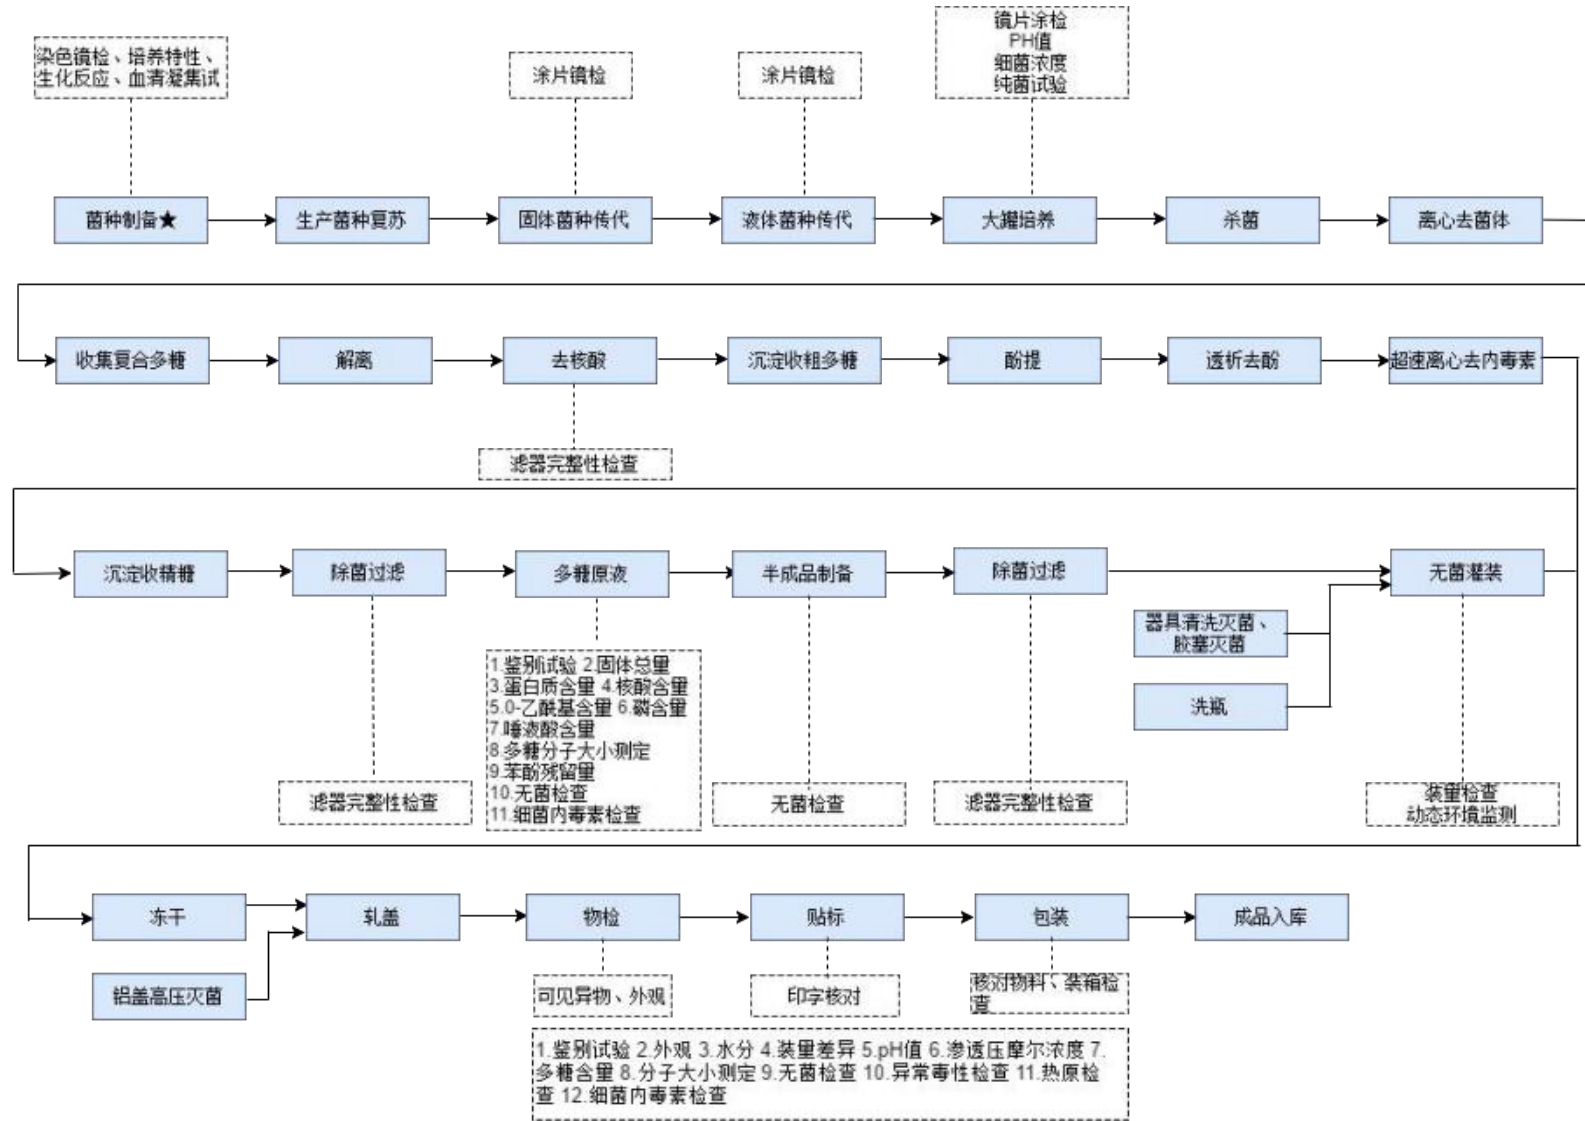 染色镜检、培养特性、
生化反应、血清凝集试
涂片镜检
涂片镜检
镜片涂检
PH值
细菌浓度
纯菌试验
菌种制备★
生产菌种复苏
固体菌种传代
液体菌种传代
大罐培养
杀菌
离心去菌体
收集复合多糖
解离
去核酸
沉淀收粗多糖
酚提
透析去酚
超速离心去内毒素
滤器完整性检查
沉淀收精糖
除菌过滤
多糖原液
半成品制备
除菌过滤
无菌灌装
器具清洗灭菌、
胶塞灭菌
洗瓶
1.鉴别试验 2.固体总量
3.蛋白质含量 4.核酸含量
5.0-乙酰基含量 6.磷含量
7.唾液酸含量
8.多糖分子大小测定
9.苯酚残留量
10.无菌检查
11.细菌内毒素检查
滤器完整性检查
无菌检查
滤器完整性检查
装量检查
动态环境监测
冻干
轧盖
物检
贴标
包装
成品入库
铝盖高压灭菌
可见异物、外观
印字核对
核对物料、装箱检
查
1.鉴别试验 2.外观 3.水分 4.装量差异 5.pH值 6.渗透压摩尔浓度 7.
多糖含量 8.分子大小测定 9.无菌检查 10.异常毒性检查 11.热原检
查 12.细菌内毒素检查